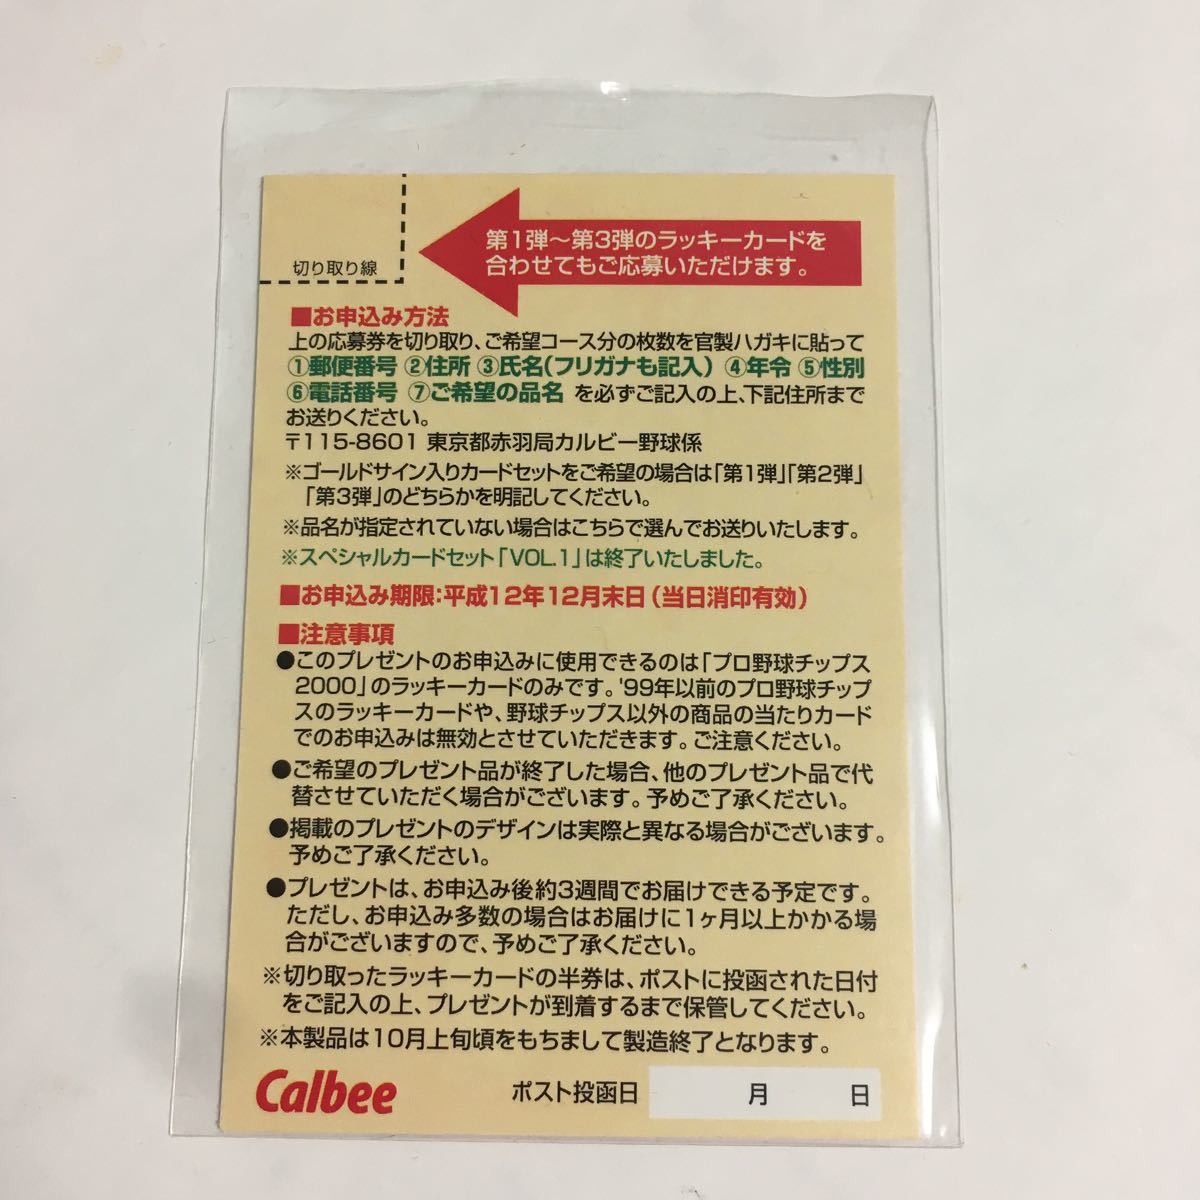 第1弾～第3弾のラッキーカードを
合わせてもご応募いただけます。
切り取り線
■お申込み方法
上の応募券を切り取り、ご希望コース分の枚数を官製ハガキに貼って
①郵便番号 ②住所 ③氏名(フリガナも記入) ④年令 ⑤性別
⑥電話番号 ⑦ご希望の品名 を必ずご記入の上、下記住所まで
お送りください。
〒115-8601 東京都赤羽局カルビー野球係
※ゴールドサイン入りカードセットをご希望の場合は「第1弾」「第2弾」
「第3弾」のどちらかを明記してください。
※品名が指定されていない場合はこちらで選んでお送りいたします。
※スペシャルカードセット「VOL.1」は終了いたしました。
■お申込み期限:平成12年12月末日(当日消印有効)
■注意事項
●このプレゼントのお申込みに使用できるのは「プロ野球チップス
2000」のラッキーカードのみです。'99年以前のプロ野球チップ
スのラッキーカードや、野球チップス以外の商品の当たりカード
でのお申込みは無効とさせていただきます。ご注意ください。
●ご希望のプレゼント品が終了した場合、他のプレゼント品で代
替させていただく場合がございます。予めご了承ください。
●掲載のプレゼントのデザインは実際と異なる場合がございます。
予めご了承ください。
●プレゼントは、お申込み後約3週間でお届けできる予定です。
ただし、お申込み多数の場合はお届けに1ヶ月以上かかる場
合がございますので、予めご了承ください。
※切り取ったラッキーカードの半券は、ポストに投函された日付
をご記入の上、プレゼントが到着するまで保管してください。
※本製品は10月上旬頃をもちまして製造終了となります。
Calbee ポスト投函日 月 日